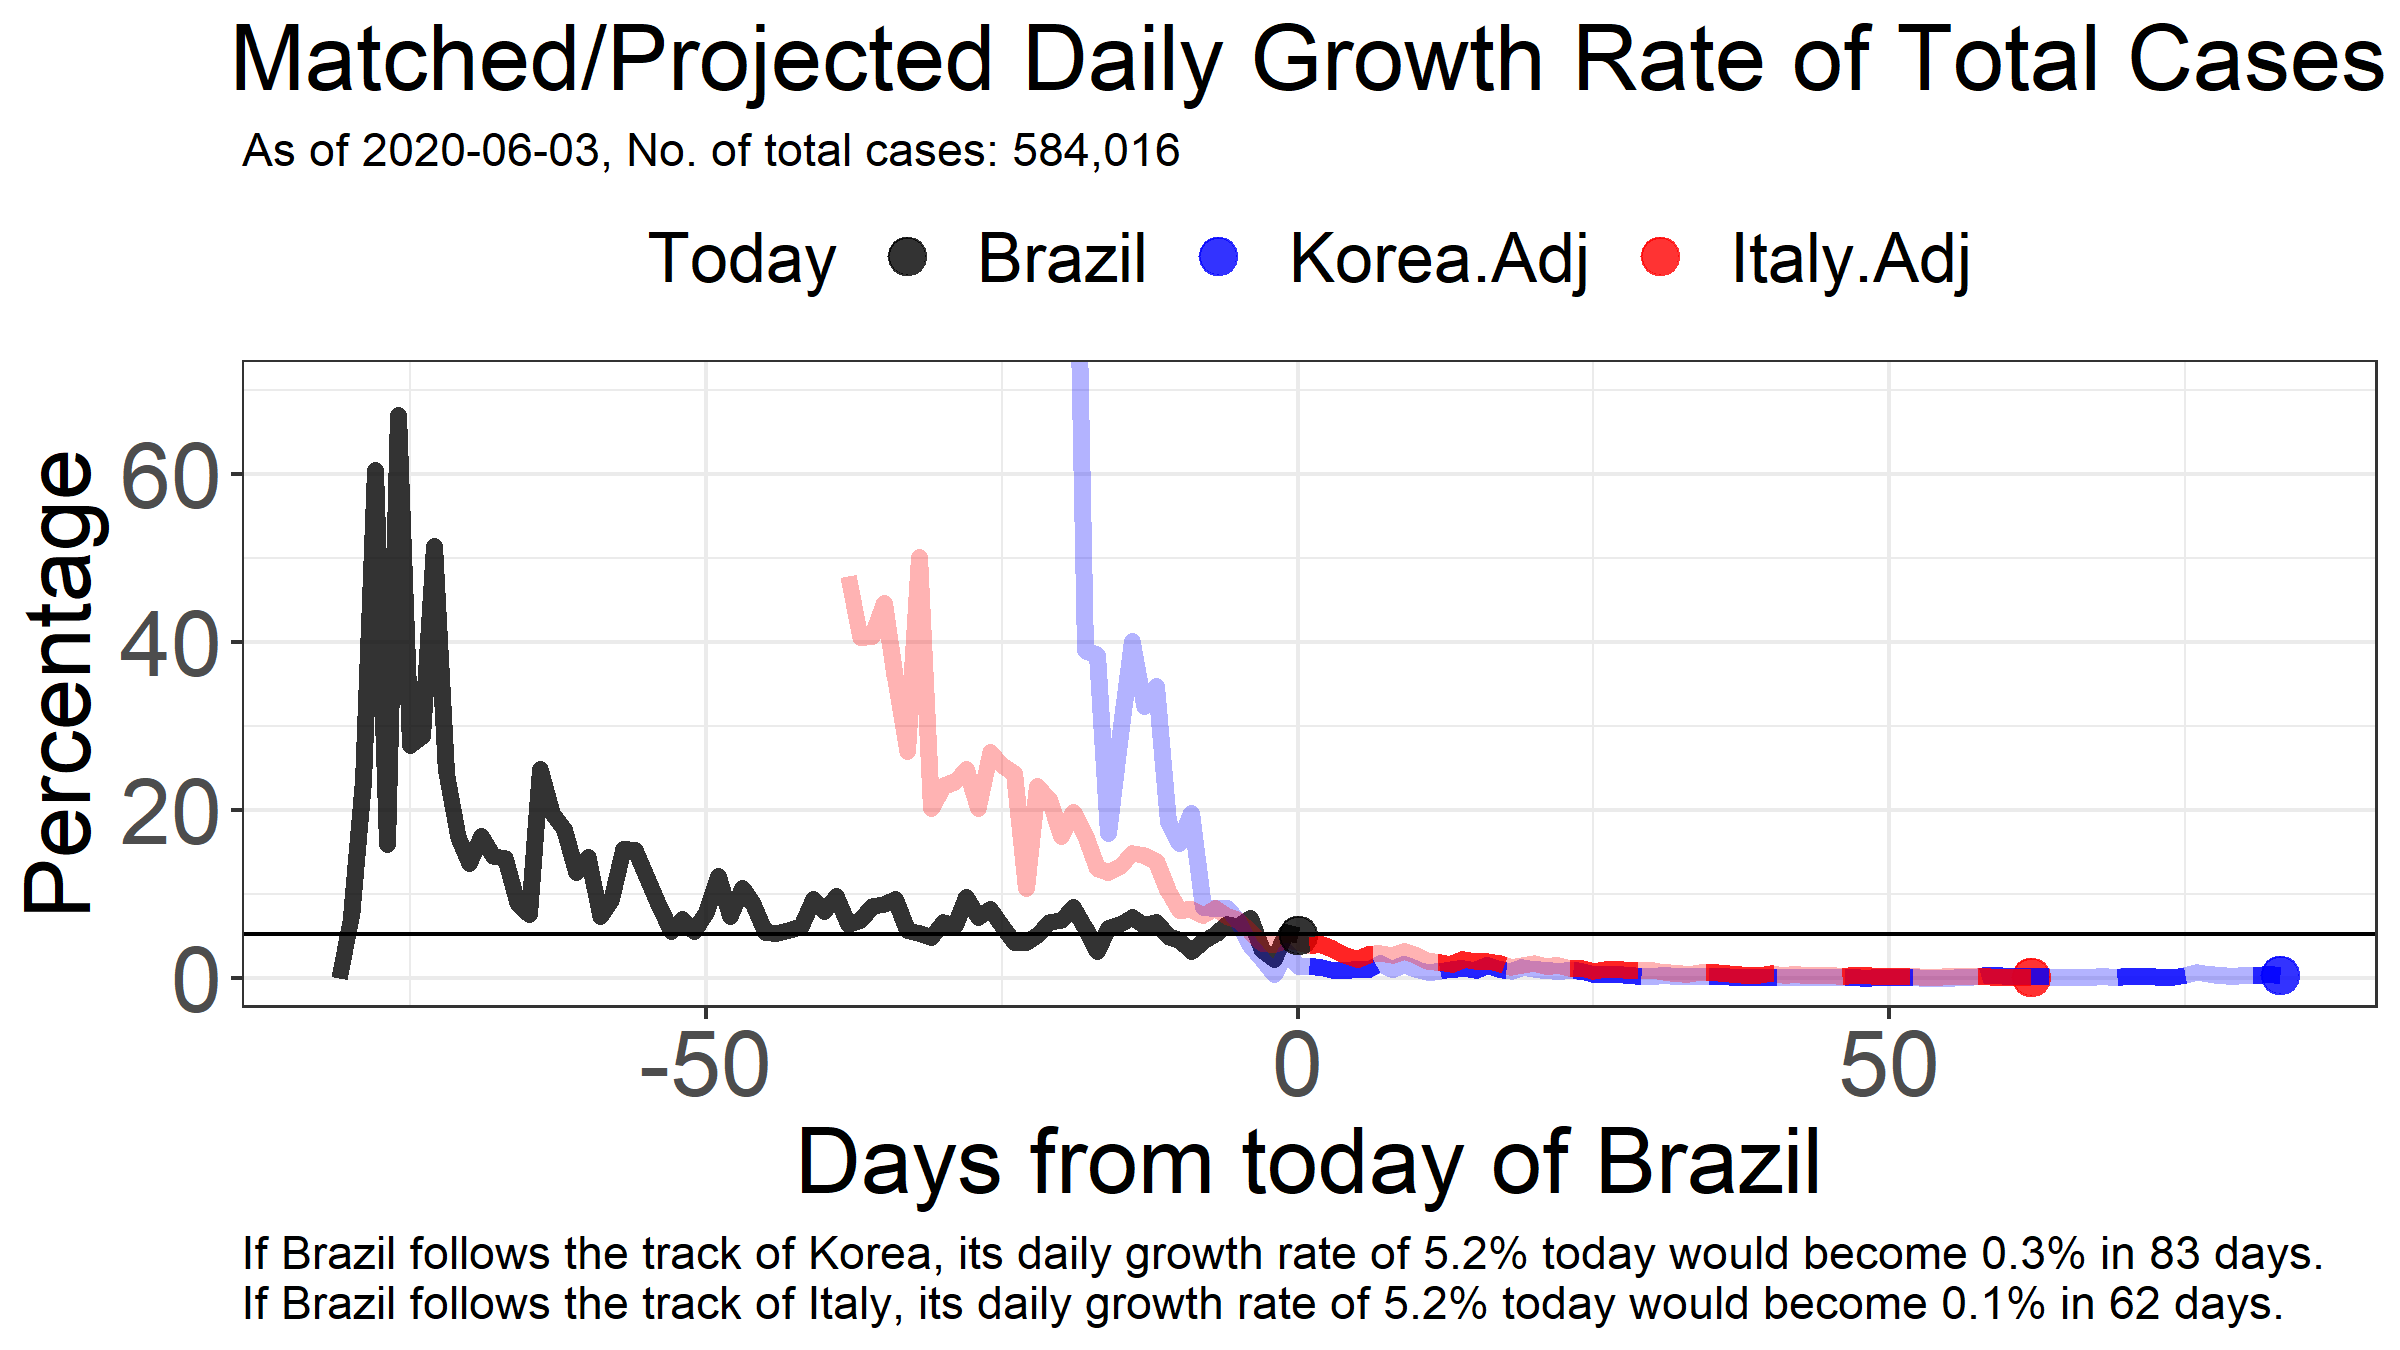 Matched/Projected Daily Growth Rate of Total Cases
As of 2020-06-03, No. of total cases: 584,016
Today Brazil Korea.Adj Italy.Adj
Percentage
60
40
20
0
-50 0 50
Days from today of Brazil
If Brazil follows the track of Korea, its daily growth rate of 5.2% today would become 0.3% in 83 days.
If Brazil follows the track of Italy, its daily growth rate of 5.2% today would become 0.1% in 62 days.